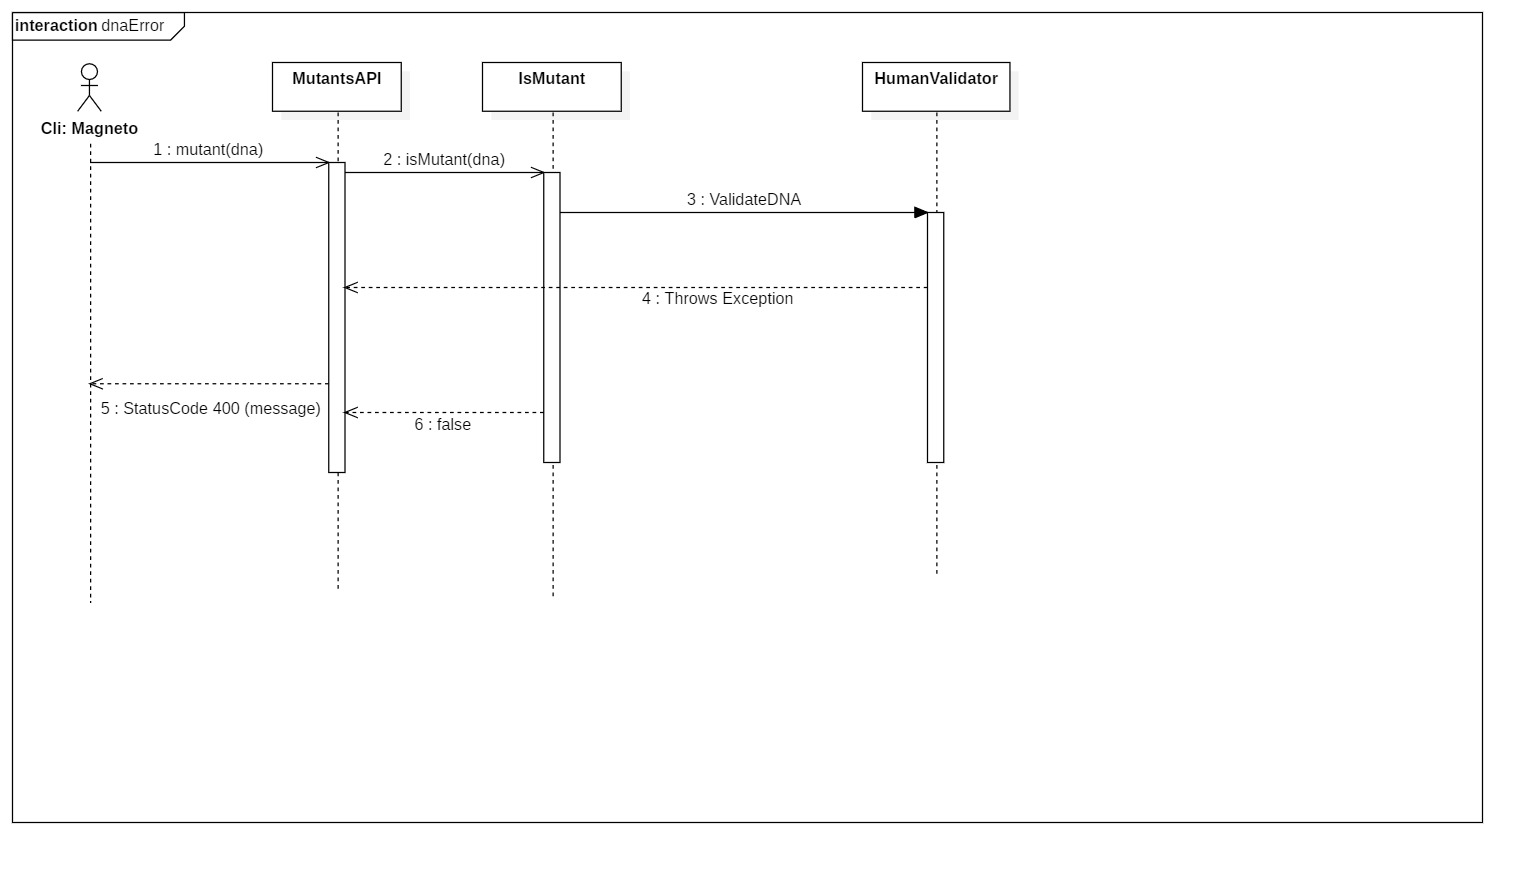 interaction dnaError
MutantsAPI
IsMutant
HumanValidator
Cli: Magneto
1 : mutant(dna)
2 : isMutant(dna)
3 : ValidateDNA
4 : Throws Exception
5 : StatusCode 400 (message)
6 : false